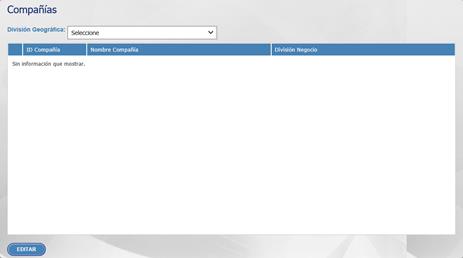 Compañías
División Geográfica: Seleccione
ID Compañía Nombre Compañía División Negocio
Sin información que mostrar.
EDITAR